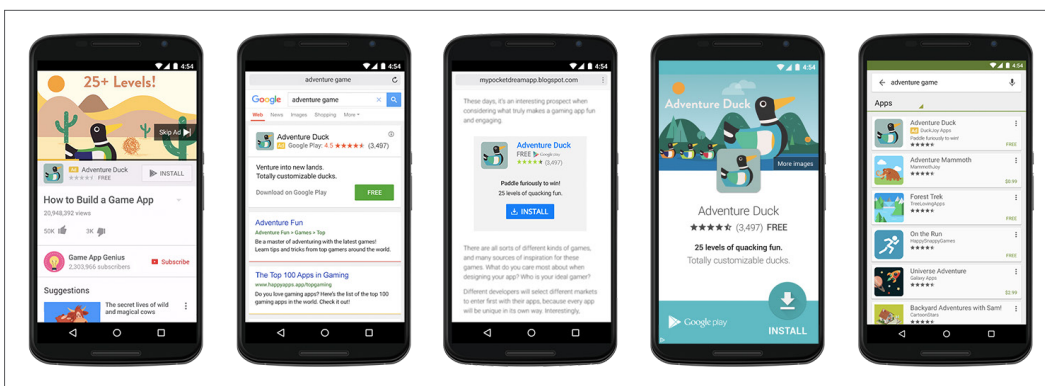 4:54
25+ Levels!
Skip Ad
Ad Adventure Duck
FREE
INSTALL
How to Build a Game App
20,948,392 views
50K
3K
Game App Genius
2,303,966 subscribers
Subscribe
Suggestions
The secret lives of wild
and magical cows
4:54
adventure game
Google
adventure game
Web News Images Shopping More
Adventure Duck
Ad Google Play: 4.5 ★★★★★ (3,497)
Venture into new lands.
Totally customizable ducks.
Download on Google Play
FREE
Adventure Fun
Adventure Fun > Games > Top
Be a master of adventuring with the latest games!
Learn tips and tricks from top gamers around the world.
The Top 100 Apps in Gaming
www.happyapps.app/topgaming
Do you love gaming apps? Here's the list of the top 100
gaming apps in the world. Check it out!
4:54
mypocketdreamapp.blogspot.com
These days, it's an interesting prospect when
considering what truly makes a gaming app fun
and engaging.
Adventure Duck
FREE Google play
(3,497)
Paddle furiously to win!
25 levels of quacking fun.
INSTALL
There are all sorts of different kinds of games,
and many sources of inspiration for these
games. What do you care most about when
designing your app? Who is your ideal gamer?
Different developers will select different markets
to enter first with their apps, because every app
will be unique in its own way. Interestingly,
4:54
Adventure Duck
More images
Adventure Duck
(3,497) FREE
25 levels of quacking fun.
Totally customizable ducks.
Google play
INSTALL
4:54
adventure game
Apps
Adventure Duck
Ad DuckJoy Apps
Paddle furiously to win!
FREE
Adventure Mammoth
MammothJoy
$0.99
Forest Trek
TreeLovingApps
FREE
On the Run
HappySnappyGames
FREE
Universe Adventure
Galaxy Apps
$2.99
Backyard Adventures with Sam!
CartoonStars